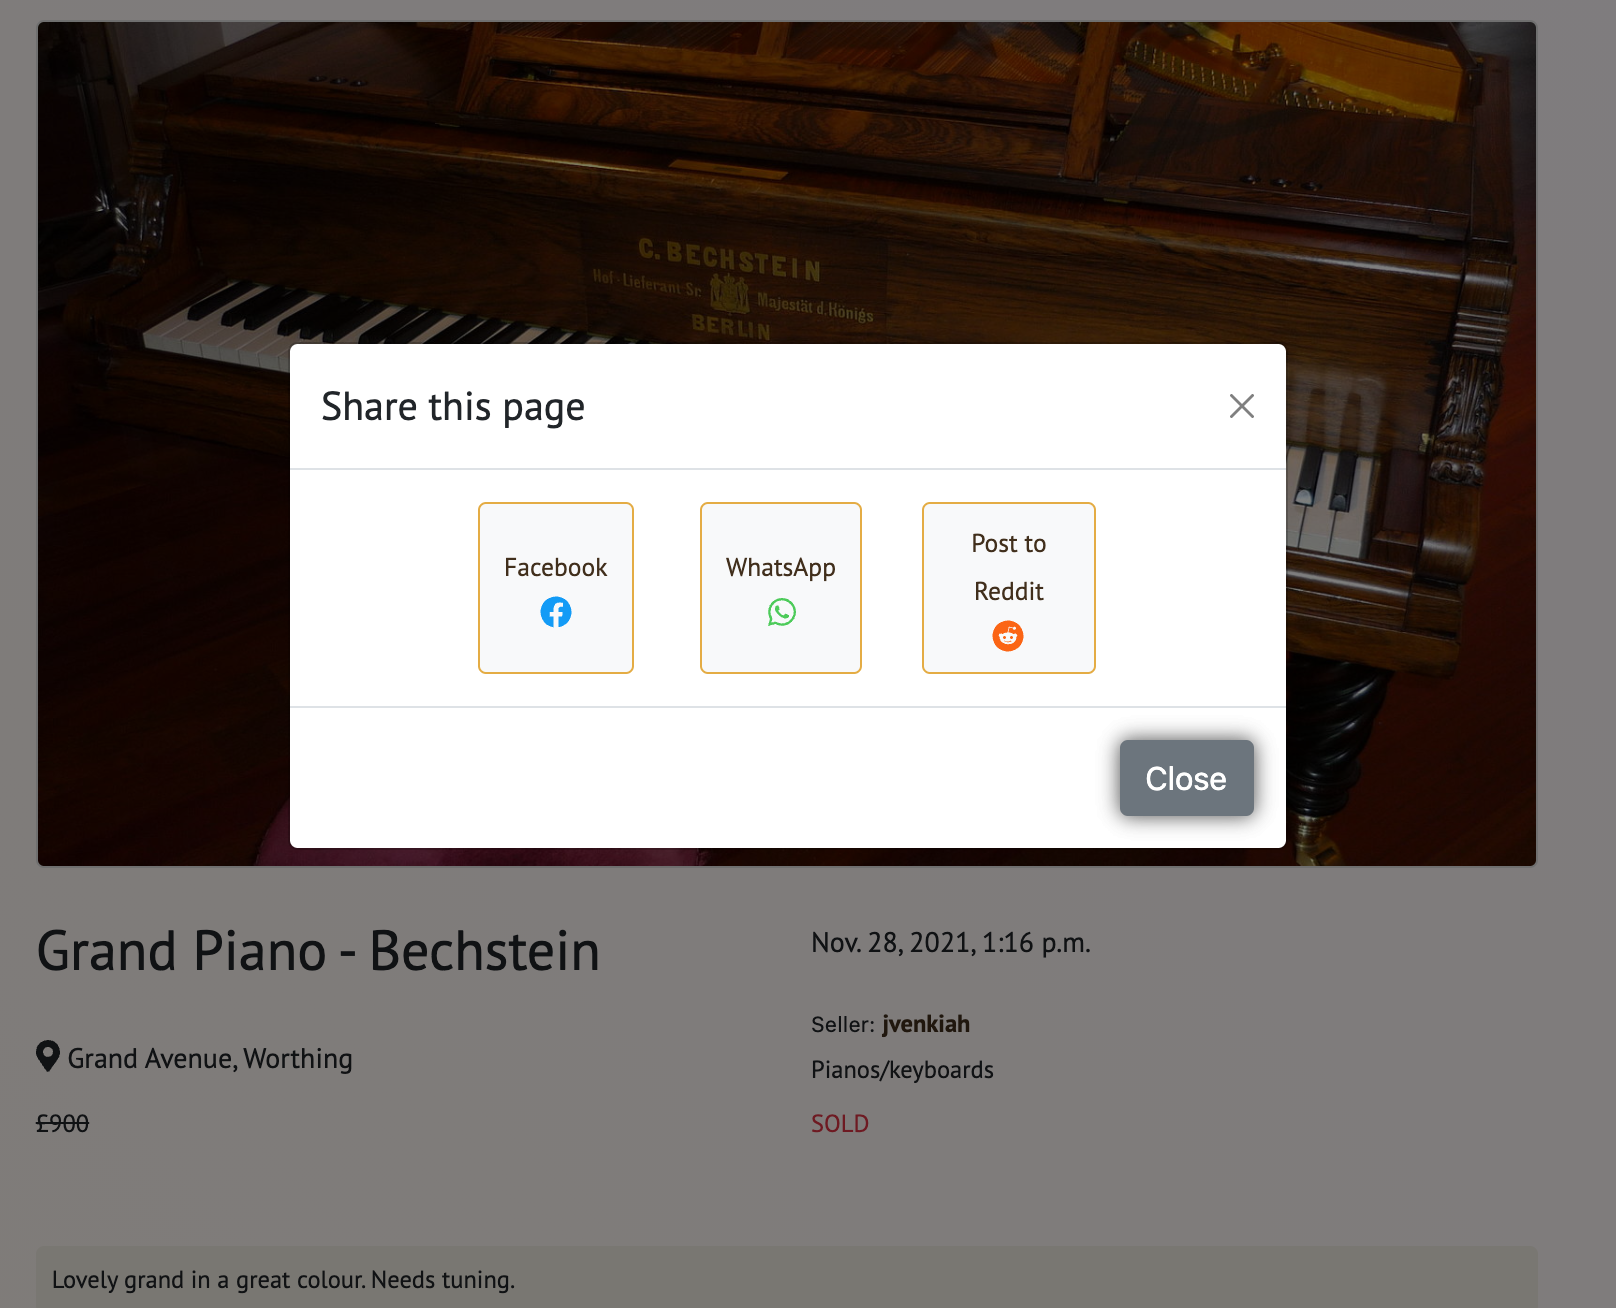 C. BECHSTEIN
Hof-Lieferant Sr. Majestät d. Königs
BERLIN
Share this page
Facebook
WhatsApp
Post to
Reddit
Close
Grand Piano - Bechstein
Nov. 28, 2021, 1:16 p.m.
Seller: jvenkiah
Grand Avenue, Worthing
Pianos/keyboards
£900
SOLD
Lovely grand in a great colour. Needs tuning.